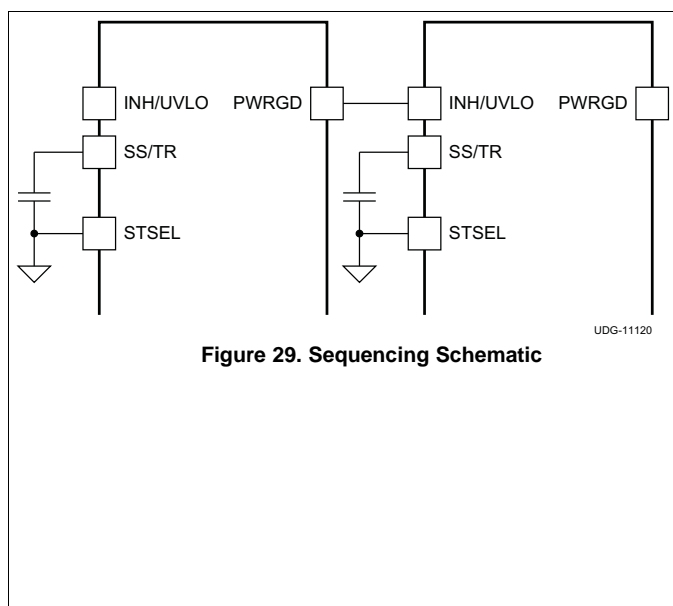 INH/UVLO PWRGD INH/UVLO PWRGD
SS/TR SS/TR
STSEL STSEL
UDG-11120
Figure 29. Sequencing Schematic